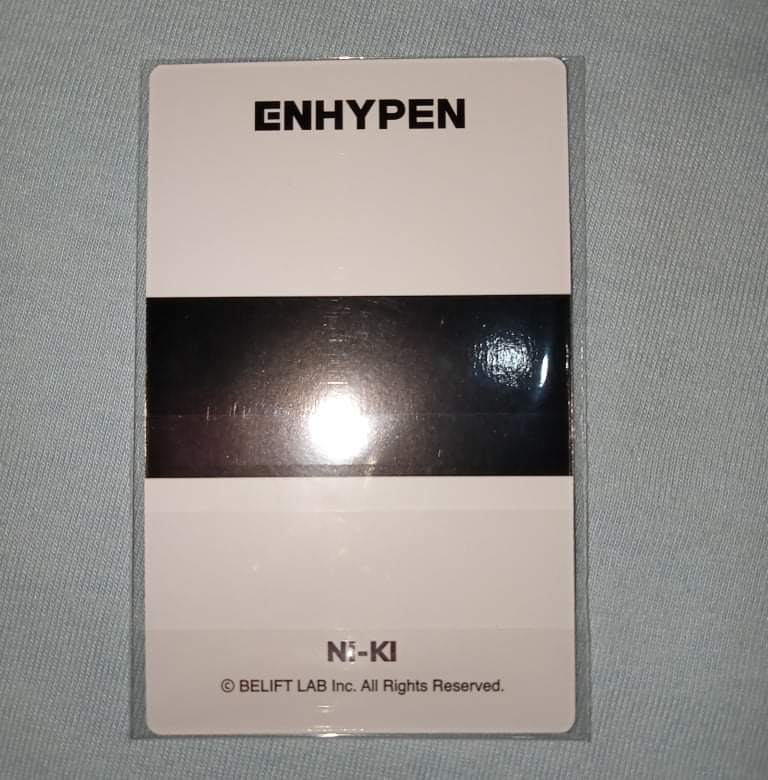 ENHYPEN
NI-KI
© BELIFT LAB Inc. All Rights Reserved.